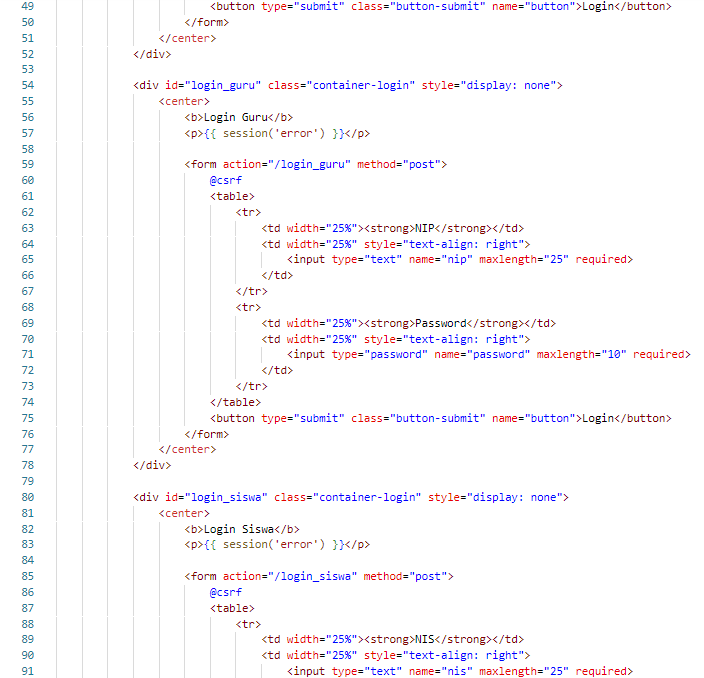 49 <button type="submit" class="button-submit" name="button">Login</button>
50 </form>
51 </center>
52 </div>
53
54 <div id="login_guru" class="container-login" style="display: none">
55 <center>
56 <b>Login Guru</b>
57 <p>{{ session('error') }}</p>
58
59 <form action="/login_guru" method="post">
60 @csrf
61 <table>
62 <tr>
63 <td width="25%"><strong>NIP</strong></td>
64 <td width="25%" style="text-align: right">
65 <input type="text" name="nip" maxlength="25" required>
66 </td>
67 </tr>
68 <tr>
69 <td width="25%"><strong>Password</strong></td>
70 <td width="25%" style="text-align: right">
71 <input type="password" name="password" maxlength="10" required>
72 </td>
73 </tr>
74 </table>
75 <button type="submit" class="button-submit" name="button">Login</button>
76 </form>
77 </center>
78 </div>
79
80 <div id="login_siswa" class="container-login" style="display: none">
81 <center>
82 <b>Login Siswa</b>
83 <p>{{ session('error') }}</p>
84
85 <form action="/login_siswa" method="post">
86 @csrf
87 <table>
88 <tr>
89 <td width="25%"><strong>NIS</strong></td>
90 <td width="25%" style="text-align: right">
91 <input type="text" name="nis" maxlength="25" required>